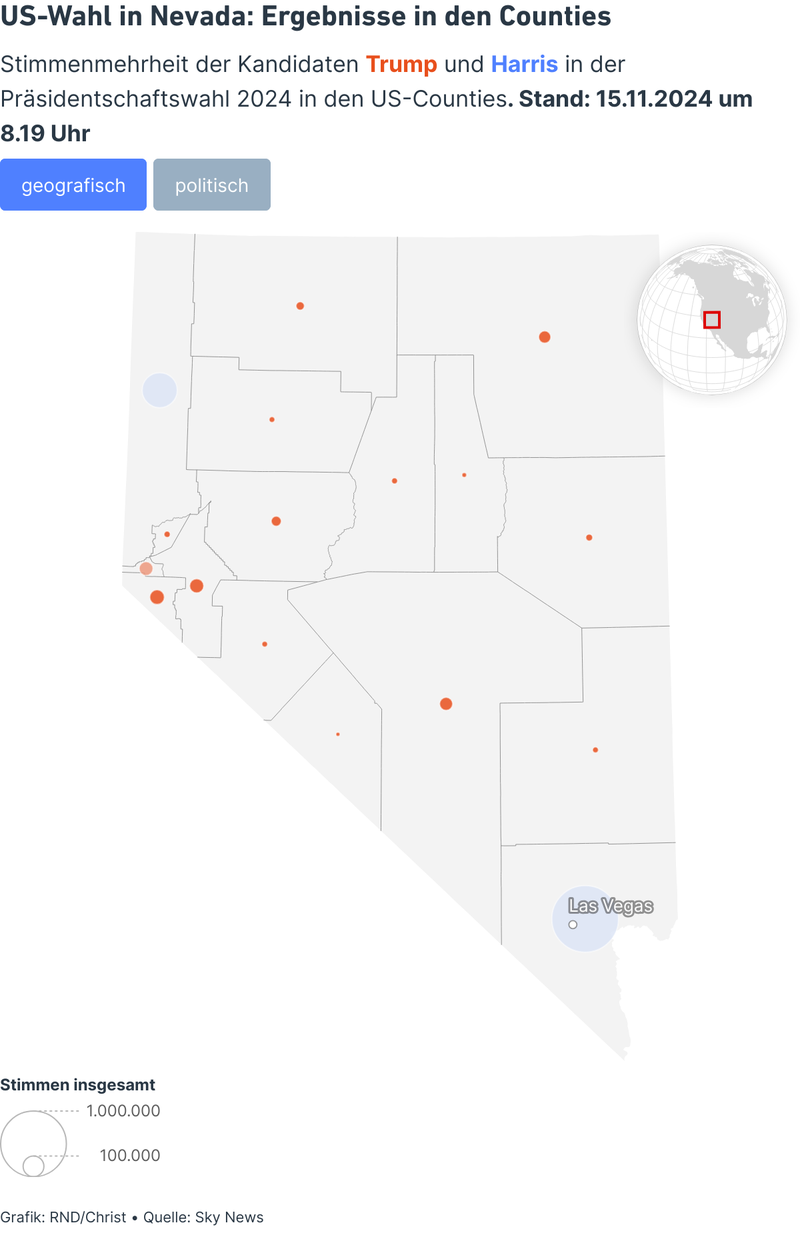 US-Wahl in Nevada: Ergebnisse in den Counties
Stimmenmehrheit der Kandidaten Trump und Harris in der
Präsidentschaftswahl 2024 in den US-Counties. Stand: 15.11.2024 um
8.19 Uhr
geografisch politisch
Las Vegas
Stimmen insgesamt
1.000.000
100.000
Grafik: RND/Christ • Quelle: Sky News